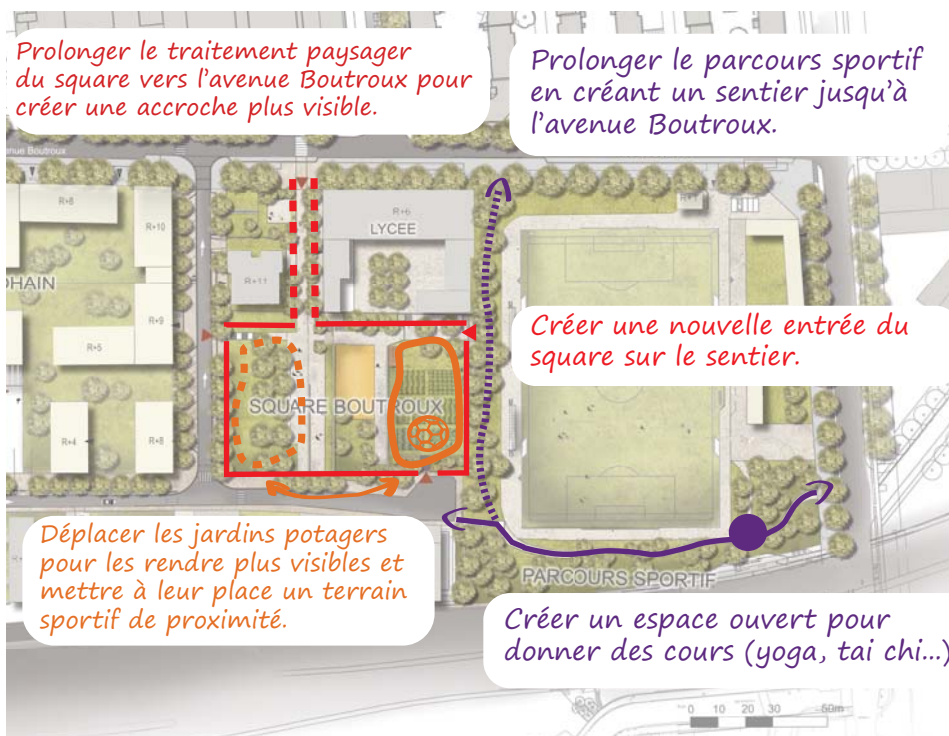 Prolonger le traitement paysager
du square vers l'avenue Boutroux pour
créer une accroche plus visible.
Prolonger le parcours sportif
en créant un sentier jusqu'à
l'avenue Boutroux.
nue Boutroux
R+8
R+10
R+6
LYCEE
R+11
OHAIN
R+9
R+5
Créer une nouvelle entrée du
square sur le sentier.
SQUARE BOUTROUX
R+4
R+8
Déplacer les jardins potagers
pour les rendre plus visibles et
mettre à leur place un terrain
sportif de proximité.
PARCOURS SPORTIF
Créer un espace ouvert pour
donner des cours (yoga, tai chi...)
0 10 20 30 50m